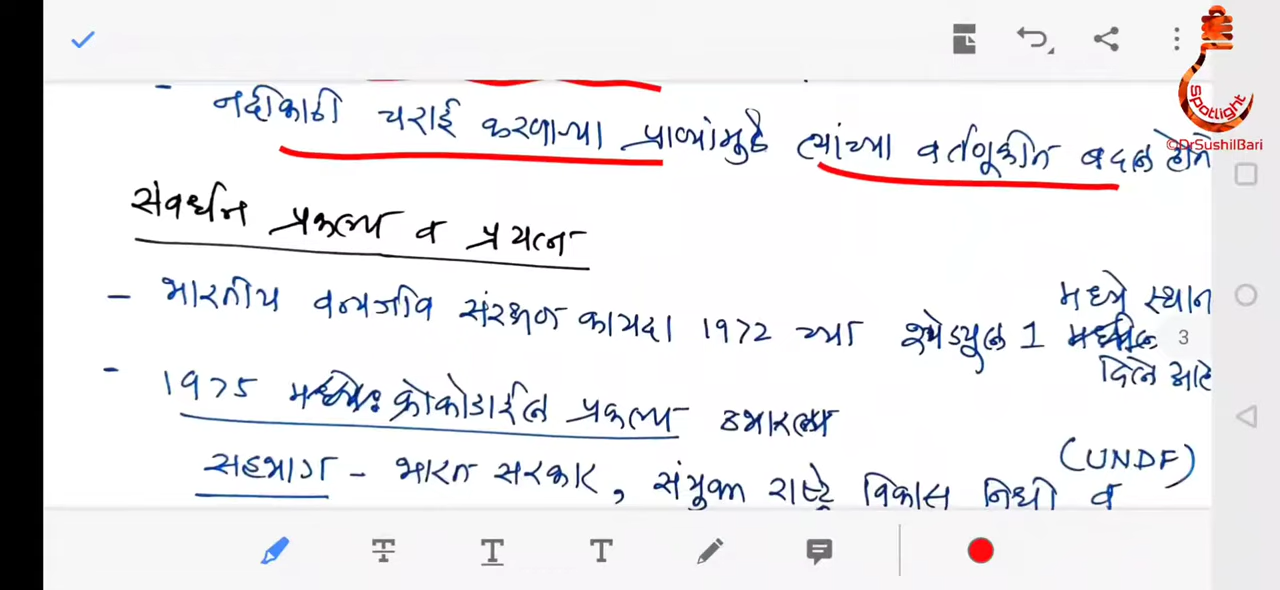 Spotlight
©DrSushilBari
- नदीकाठी चराई करणाऱ्या प्राण्यांमुळे त्यांच्या वर्तणूकीत बदल होने
संवर्धन प्रकल्प व प्रयत्न
- भारतीय वन्यजीव संरक्षण कायदा 1972 च्या शेड्युल 1 मध्ये स्थान दिले आहे
3
- 1975 मध्ये क्रोकोडाईल प्रकल्प उभारला
सहभाग - भारत सरकार, संयुक्त राष्ट्रे विकास निधी (UNDF) व
T T T